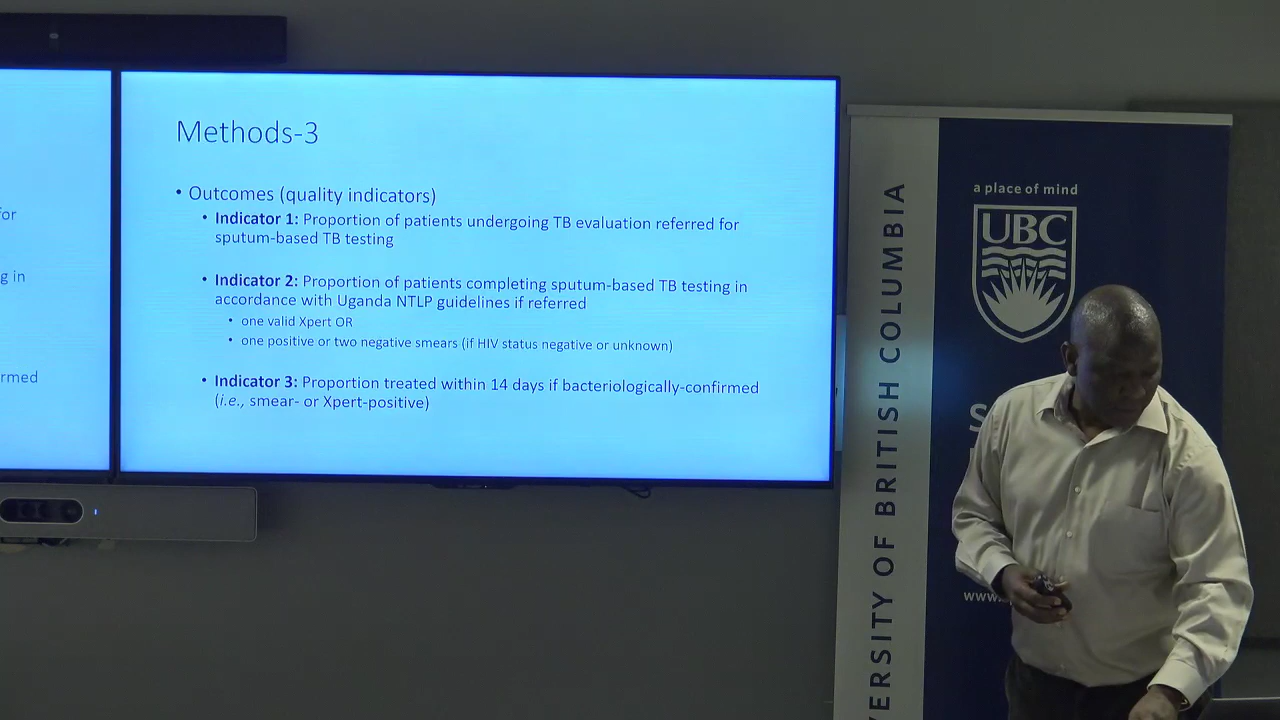 for
g in
rmed
Methods-3
• Outcomes (quality indicators)
• Indicator 1: Proportion of patients undergoing TB evaluation referred for
sputum-based TB testing
• Indicator 2: Proportion of patients completing sputum-based TB testing in
accordance with Uganda NTLP guidelines if referred
• one valid Xpert OR
• one positive or two negative smears (if HIV status negative or unknown)
• Indicator 3: Proportion treated within 14 days if bacteriologically-confirmed
(i.e., smear- or Xpert-positive)
VERSITY OF BRITISH COLUMBIA
a place of mind
UBC
S
www.